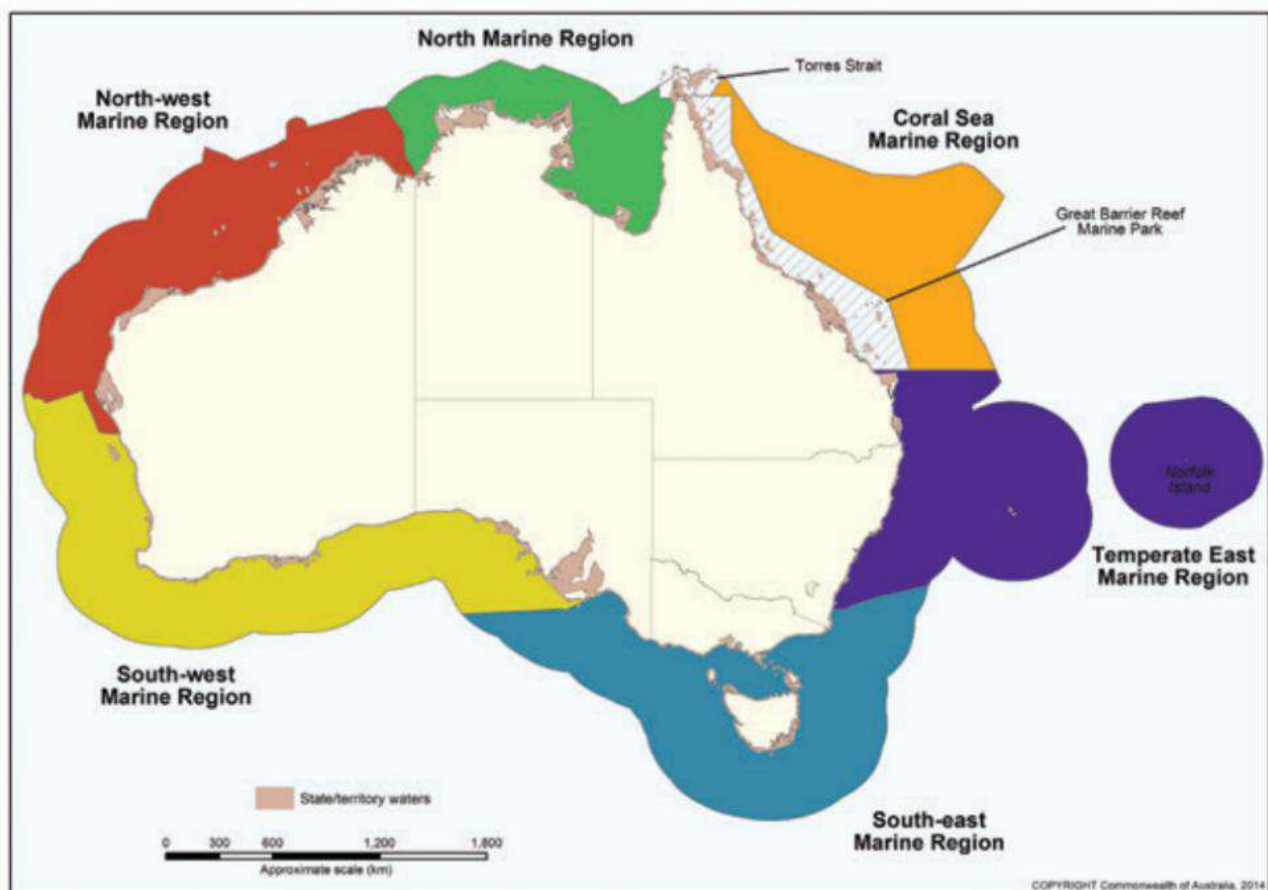 North Marine Region
Torres Strait
North-west
Marine Region
Coral Sea
Marine Region
Great Barrier Reef
Marine Park
Norfolk
Island
Temperate East
Marine Region
South-west
Marine Region
State/territory waters
South-east
Marine Region
0 300 600 1,200 1,800
Approximate scale (km)
COPYRIGHT Commonwealth of Australia, 2014